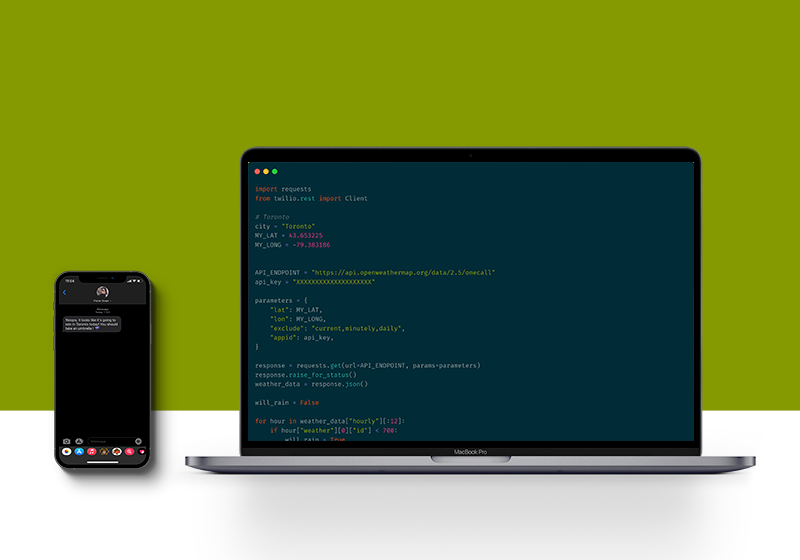 11:04
import requests
from twilio.rest import Client
# Toronto
city = "Toronto"
MY_LAT = 43.653225
MY_LONG = -79.383186
API_ENDPOINT = "https://api.openweathermap.org/data/2.5/onecall"
api_key = "XXXXXXXXXXXXXXXXXXXX"
parameters = {
"lat": MY_LAT,
"lon": MY_LONG,
"exclude": "current,minutely,daily",
"appid": api_key,
}
response = requests.get(url=API_ENDPOINT, params=parameters)
response.raise_for_status()
weather_data = response.json()
will_rain = False
for hour in weather_data["hourly"][:12]:
if hour["weather"][0]["id"] < 700:
will_rain = True
MacBook Pro
it looks like it's going to
rain in Toronto today! You should
take an umbrella!